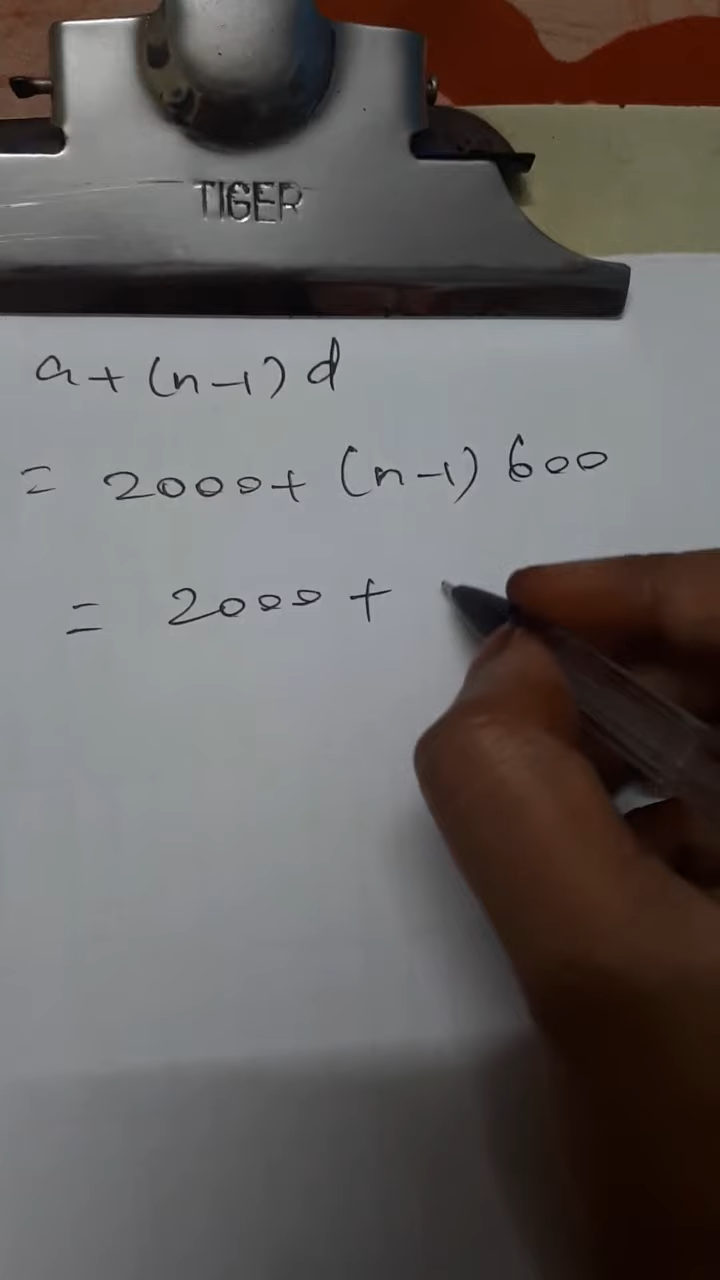 TIGER
a + (n-1) d
= 2000 + (n-1) 600
= 2000 +